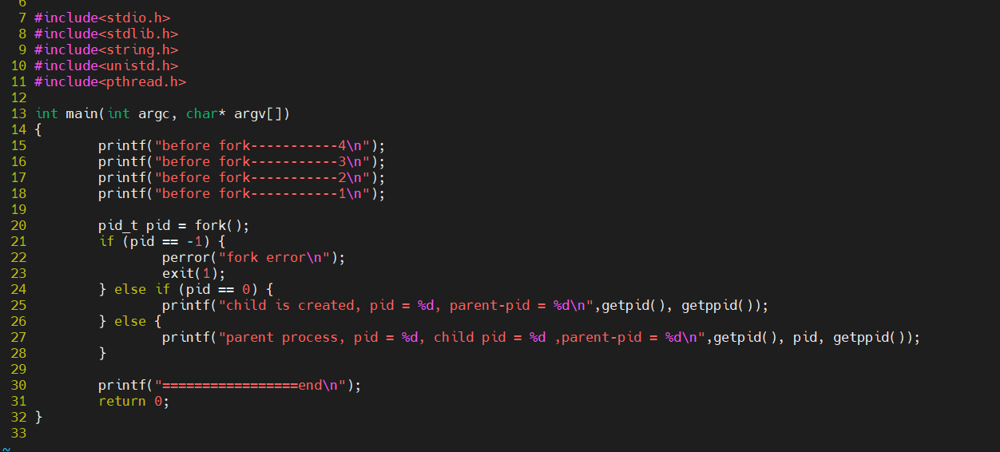 6
7 #include<stdio.h>
8 #include<stdlib.h>
9 #include<string.h>
10 #include<unistd.h>
11 #include<pthread.h>
12
13 int main(int argc, char* argv[])
14 {
15         printf("before fork-----------4\n");
16         printf("before fork-----------3\n");
17         printf("before fork-----------2\n");
18         printf("before fork-----------1\n");
19
20         pid_t pid = fork();
21         if (pid == -1) {
22                 perror("fork error\n");
23                 exit(1);
24         } else if (pid == 0) {
25                 printf("child is created, pid = %d, parent-pid = %d\n",getpid(), getppid());
26         } else {
27                 printf("parent process, pid = %d, child pid = %d ,parent-pid = %d\n",getpid(), pid, getppid());
28         }
29
30         printf("=================end\n");
31         return 0;
32 }
33
~